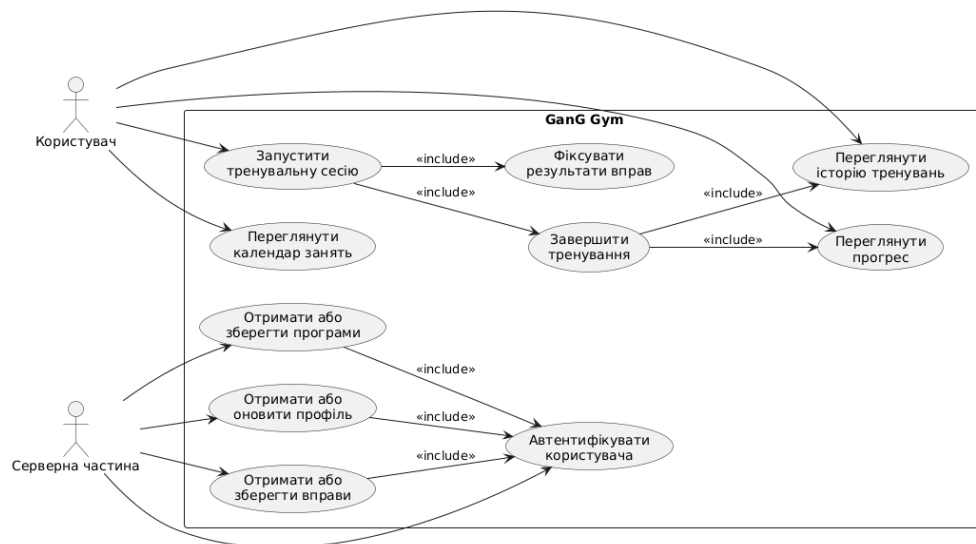 GanG Gym
Користувач
Запустити
тренувальну сесію
«include»
Фіксувати
результати вправ
«include»
Переглянути
історію тренувань
Переглянути
календар занять
«include»
Завершити
тренування
«include»
Переглянути
прогрес
Отримати або
зберегти програми
«include»
Отримати або
оновити профіль
«include»
Автентифікувати
користувача
Серверна частина
Отримати або
зберегти вправи
«include»